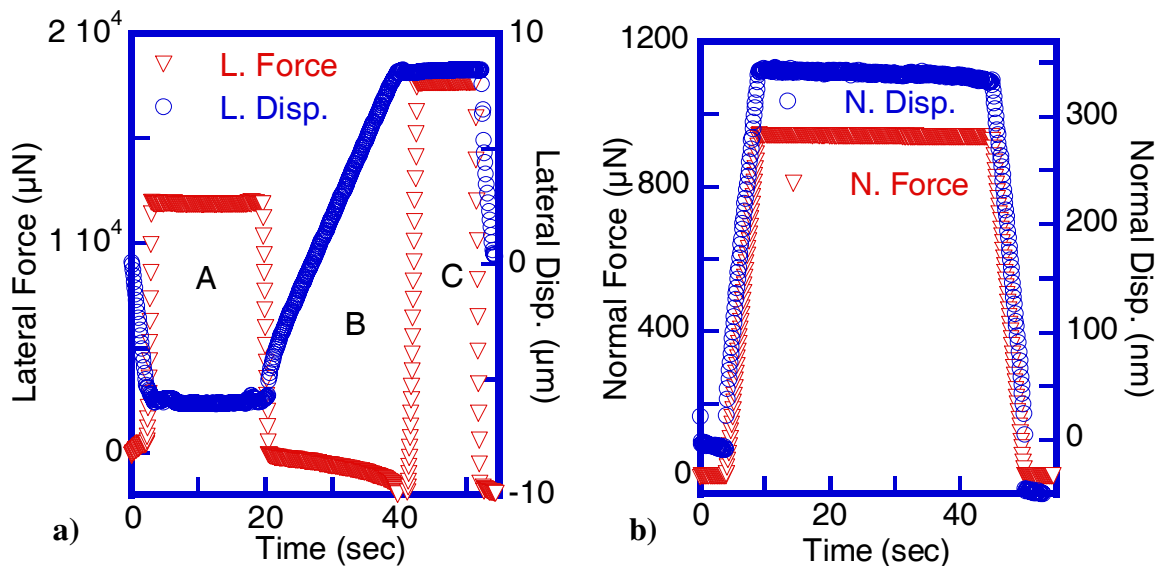 2 10⁴
1 10⁴
0
Lateral Force (µN)
L. Force
L. Disp.
A
B
C
10
0
-10
Lateral Disp. (µm)
0
20
40
Time (sec)
a)
1200
800
400
0
Normal Force (µN)
N. Disp.
N. Force
300
200
100
0
Normal Disp. (nm)
0
20
40
Time (sec)
b)